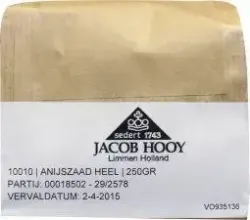 sedert 1743
JACOB HOOY
Limmen Holland
10010 | ANIJSZAAD HEEL | 250GR
PARTIJ: 00018502 - 29/2578
VERVALDATUM: 2-4-2015
VO935136